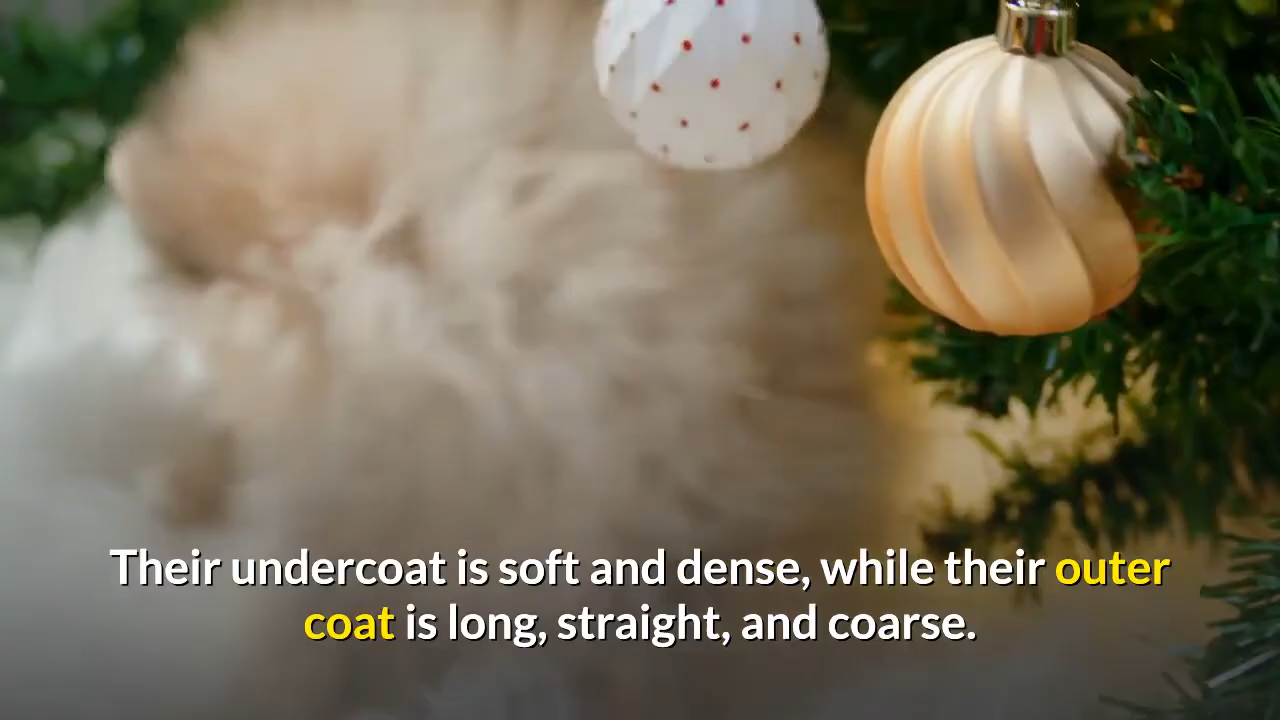 Their undercoat is soft and dense, while their outer
coat is long, straight, and coarse.